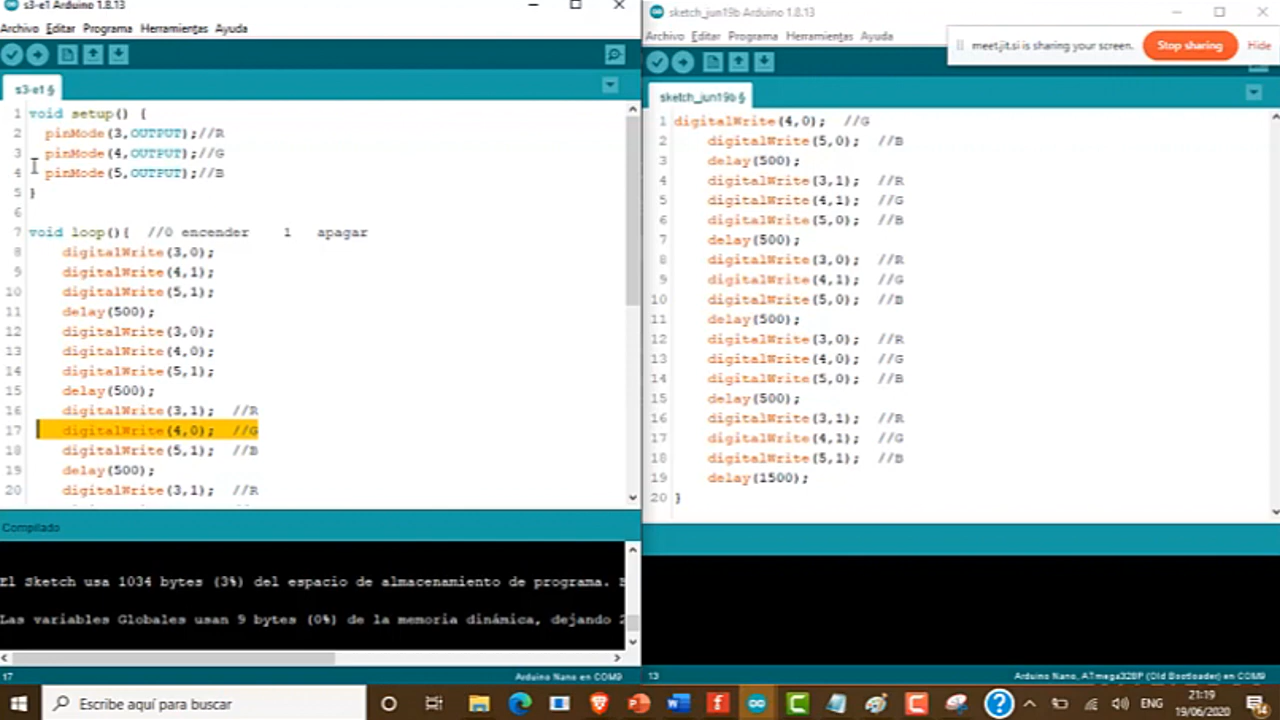 s3-e1 Arduino 1.8.13
Archivo Editar Programa Herramientas Ayuda
s3-e1 §
1 void setup() {
2 pinMode(3,OUTPUT);//R
3 pinMode(4,OUTPUT);//G
4 pinMode(5,OUTPUT);//B
5 }
6
7 void loop(){ //0 encender 1 apagar
8 digitalWrite(3,0);
9 digitalWrite(4,1);
10 digitalWrite(5,1);
11 delay(500);
12 digitalWrite(3,0);
13 digitalWrite(4,0);
14 digitalWrite(5,1);
15 delay(500);
16 digitalWrite(3,1); //R
17 digitalWrite(4,0); //G
18 digitalWrite(5,1); //B
19 delay(500);
20 digitalWrite(3,1); //R
Compilado
El Sketch usa 1034 bytes (3%) del espacio de almacenamiento de programa.
Las variables Globales usan 9 bytes (0%) de la memoria dinámica, dejando 2
17 Arduino Nano en COM9
sketch_jun19b Arduino 1.8.13
Archivo Editar Programa Herramientas Ayuda
meet.jit.si is sharing your screen. Stop sharing Hide
sketch_jun19b §
1 digitalWrite(4,0); //G
2 digitalWrite(5,0); //B
3 delay(500);
4 digitalWrite(3,1); //R
5 digitalWrite(4,1); //G
6 digitalWrite(5,0); //B
7 delay(500);
8 digitalWrite(3,0); //R
9 digitalWrite(4,1); //G
10 digitalWrite(5,0); //B
11 delay(500);
12 digitalWrite(3,0); //R
13 digitalWrite(4,0); //G
14 digitalWrite(5,0); //B
15 delay(500);
16 digitalWrite(3,1); //R
17 digitalWrite(4,1); //G
18 digitalWrite(5,1); //B
19 delay(1500);
20 }
13 Arduino Nano, ATmega328P (Old Bootloader) en COM9
Escribe aquí para buscar
ENG
21:19
19/06/2020